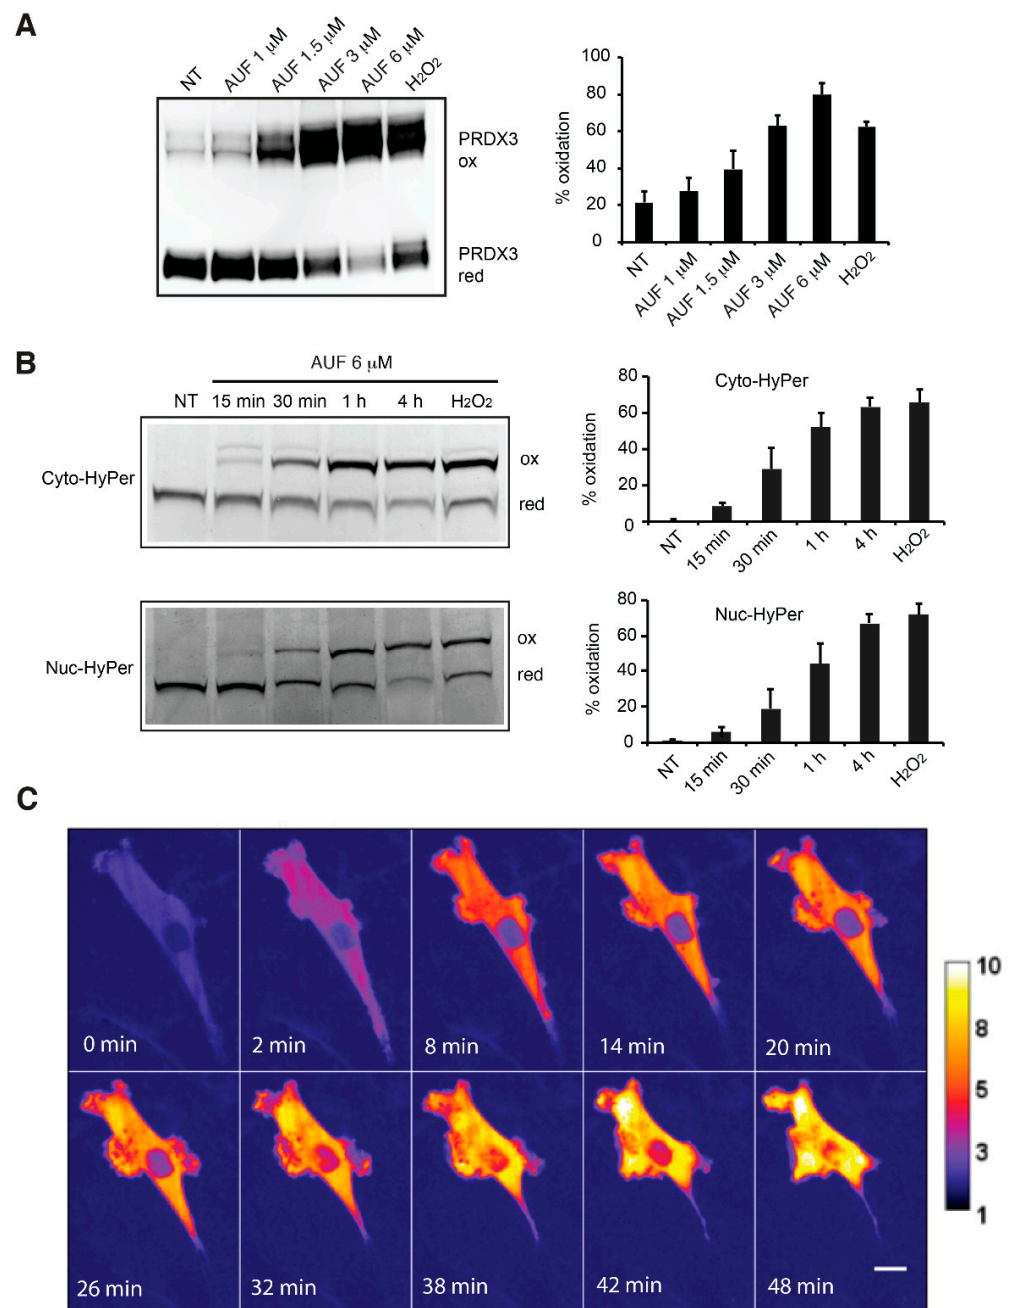 A
NT
AUF 1 μM
AUF 1.5 μM
AUF 3 μM
AUF 6 μM
H2O2
PRDX3
ox
PRDX3
red
% oxidation
100
80
60
40
20
0
NT
AUF 1 μM
AUF 1.5 μM
AUF 3 μM
AUF 6 μM
H2O2
B
AUF 6 μM
NT 15 min 30 min 1 h 4 h H2O2
Cyto-HyPer
ox
red
Cyto-HyPer
% oxidation
80
60
40
20
0
NT
15 min
30 min
1 h
4 h
H2O2
Nuc-HyPer
ox
red
Nuc-HyPer
% oxidation
80
60
40
20
0
NT
15 min
30 min
1 h
4 h
H2O2
C
0 min 2 min 8 min 14 min 20 min
26 min 32 min 38 min 42 min 48 min
10
8
5
3
1